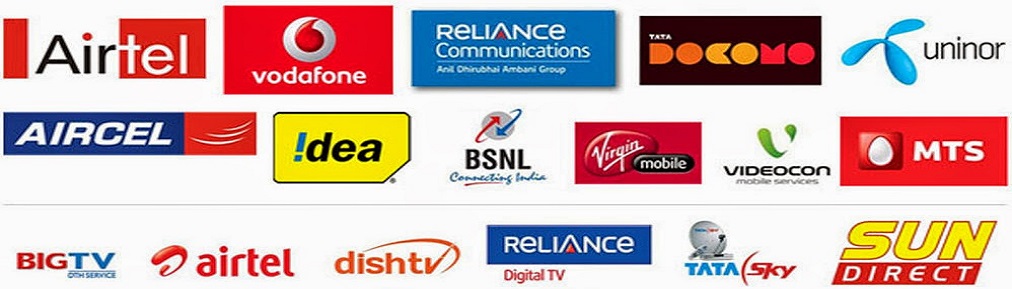 Airtel
vodafone
RELIANCE
Communications
Anil Dhirubhai Ambani Group
TATA
DOCOMO
uninor
AIRCEL
!dea
BSNL
Connecting India
Virgin
mobile
VIDEOCON
mobile services
MTS
BIGTV
DTH SERVICE
airtel
dishtv
RELIANCE
Digital TV
TATA Sky
SUN
DIRECT